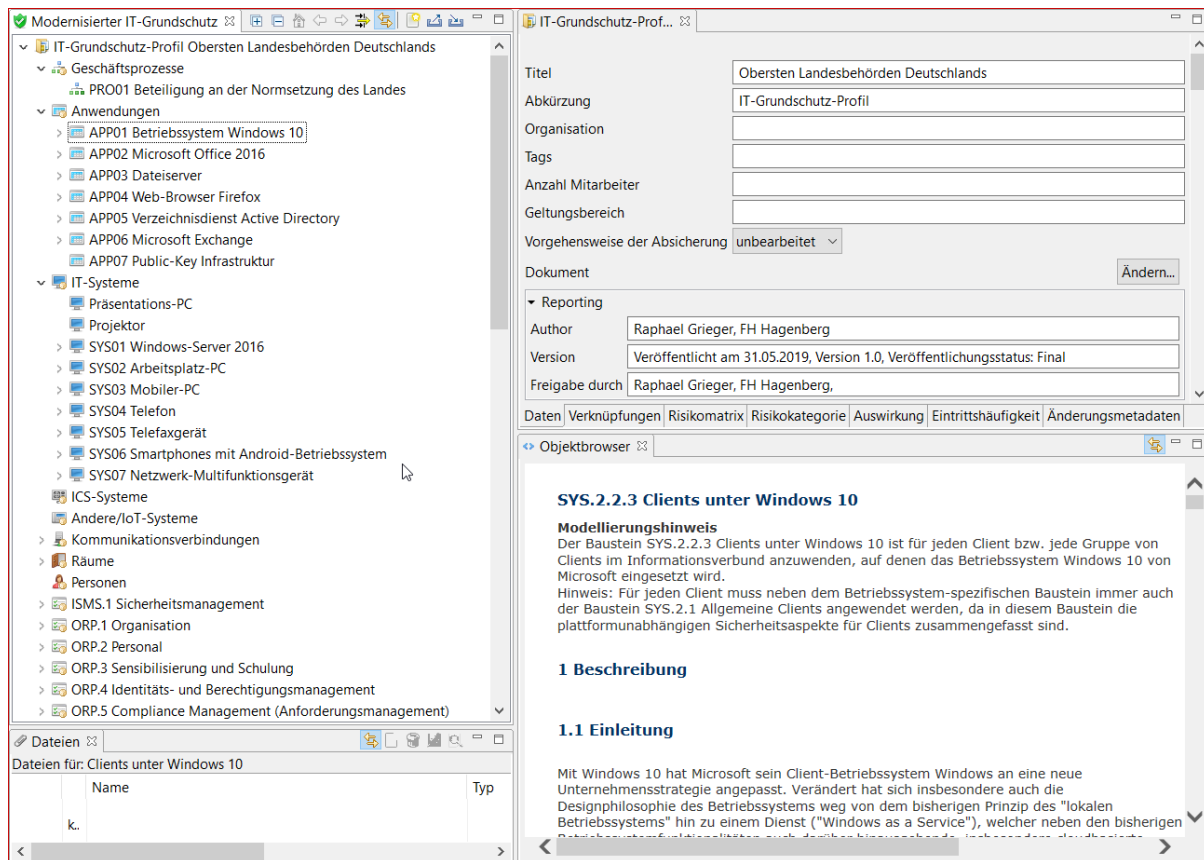 Modernisierter IT-Grundschutz
IT-Grundschutz-Profil Obersten Landesbehörden Deutschlands
Geschäftsprozesse
PRO01 Beteiligung an der Normsetzung des Landes
Anwendungen
APP01 Betriebssystem Windows 10
APP02 Microsoft Office 2016
APP03 Dateiserver
APP04 Web-Browser Firefox
APP05 Verzeichnisdienst Active Directory
APP06 Microsoft Exchange
APP07 Public-Key Infrastruktur
IT-Systeme
Präsentations-PC
Projektor
SYS01 Windows-Server 2016
SYS02 Arbeitsplatz-PC
SYS03 Mobiler-PC
SYS04 Telefon
SYS05 Telefaxgerät
SYS06 Smartphones mit Android-Betriebssystem
SYS07 Netzwerk-Multifunktionsgerät
ICS-Systeme
Andere/IoT-Systeme
Kommunikationsverbindungen
Räume
Personen
ISMS.1 Sicherheitsmanagement
ORP.1 Organisation
ORP.2 Personal
ORP.3 Sensibilisierung und Schulung
ORP.4 Identitäts- und Berechtigungsmanagement
ORP.5 Compliance Management (Anforderungsmanagement)
Dateien
Dateien für: Clients unter Windows 10
Name Typ
k..
IT-Grundschutz-Prof...
Titel Obersten Landesbehörden Deutschlands
Abkürzung IT-Grundschutz-Profil
Organisation
Tags
Anzahl Mitarbeiter
Geltungsbereich
Vorgehensweise der Absicherung unbearbeitet
Dokument Ändern...
Reporting
Author Raphael Grieger, FH Hagenberg
Version Veröffentlicht am 31.05.2019, Version 1.0, Veröffentlichungsstatus: Final
Freigabe durch Raphael Grieger, FH Hagenberg,
Daten Verknüpfungen Risikomatrix Risikokategorie Auswirkung Eintrittshäufigkeit Änderungsmetadaten
Objektbrowser
SYS.2.2.3 Clients unter Windows 10
Modellierungshinweis
Der Baustein SYS.2.2.3 Clients unter Windows 10 ist für jeden Client bzw. jede Gruppe von
Clients im Informationsverbund anzuwenden, auf denen das Betriebssystem Windows 10 von
Microsoft eingesetzt wird.
Hinweis: Für jeden Client muss neben dem Betriebssystem-spezifischen Baustein immer auch
der Baustein SYS.2.1 Allgemeine Clients angewendet werden, da in diesem Baustein die
plattformunabhängigen Sicherheitsaspekte für Clients zusammengefasst sind.
1 Beschreibung
1.1 Einleitung
Mit Windows 10 hat Microsoft sein Client-Betriebssystem Windows an eine neue
Unternehmensstrategie angepasst. Verändert hat sich insbesondere auch die
Designphilosophie des Betriebssystems weg von dem bisherigen Prinzip des "lokalen
Betriebssystems" hin zu einem Dienst ("Windows as a Service"), welcher neben den bisherigen